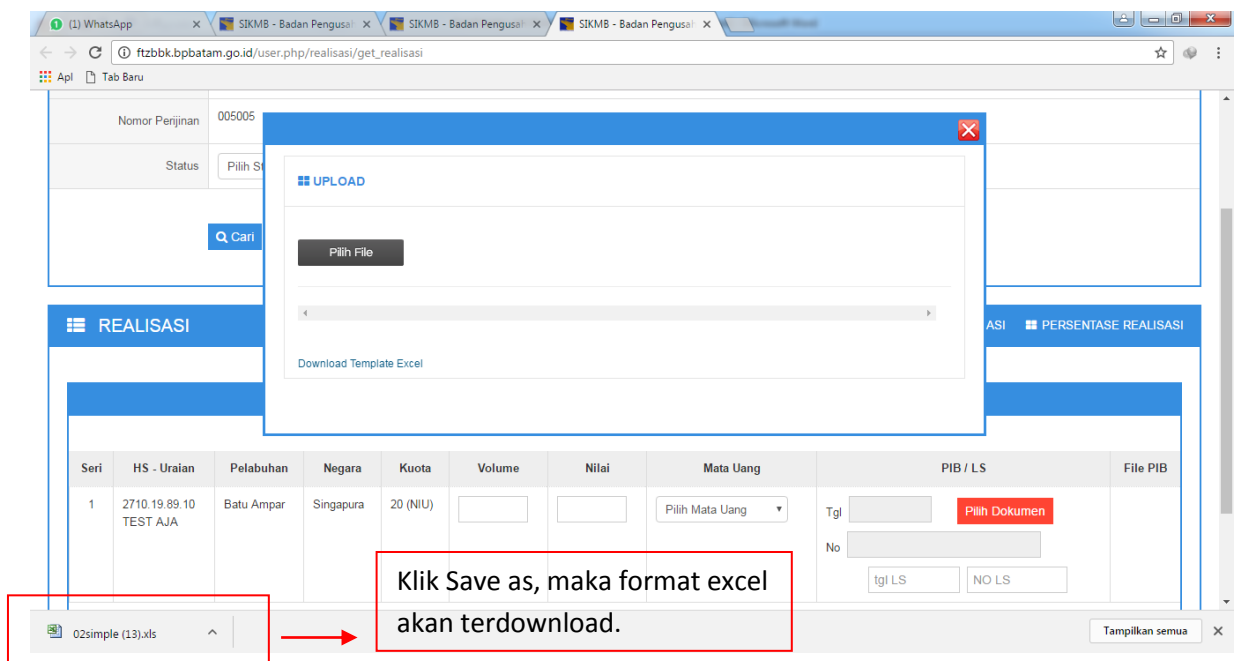 (1) WhatsApp
SIKMB - Badan Pengusa
SIKMB - Badan Pengusa
SIKMB - Badan Pengusa
ftzbbk.bpbatam.go.id/user.php/realisasi/get_realisasi
Apl
Tab Baru
Nomor Perijinan
005005
Status
Pilih St
UPLOAD
Cari
Pilih File
Download Template Excel
REALISASI
ASI
PERSENTASE REALISASI
Seri HS - Uraian Pelabuhan Negara Kuota Volume Nilai Mata Uang PIB / LS File PIB
1 2710.19.89.10 Batu Ampar Singapura 20 (NIU) Pilih Mata Uang Tgl Pilih Dokumen
TEST AJA
No
tgl LS NO LS
Klik Save as, maka format excel
akan terdownload.
02simple (13).xls
Tampilkan semua